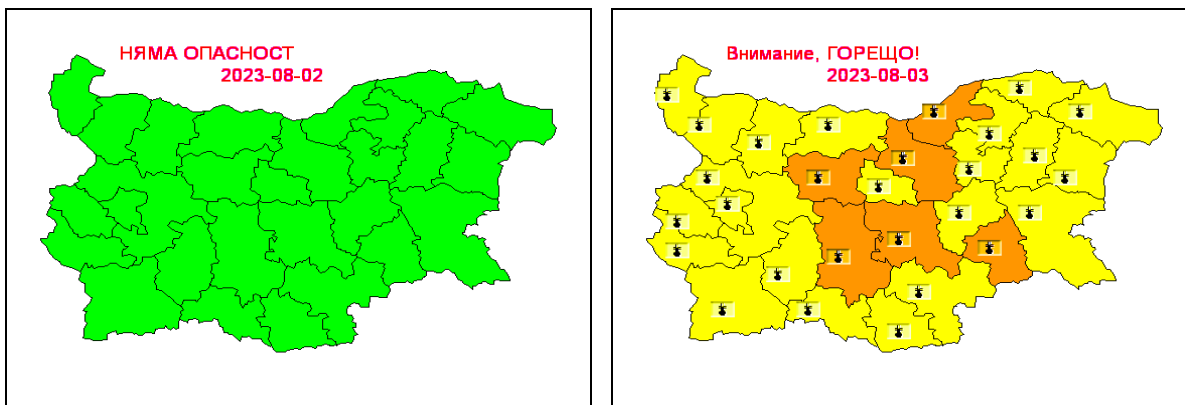 НЯМА ОПАСНОСТ
2023-08-02
Внимание, ГОРЕЩО!
2023-08-03